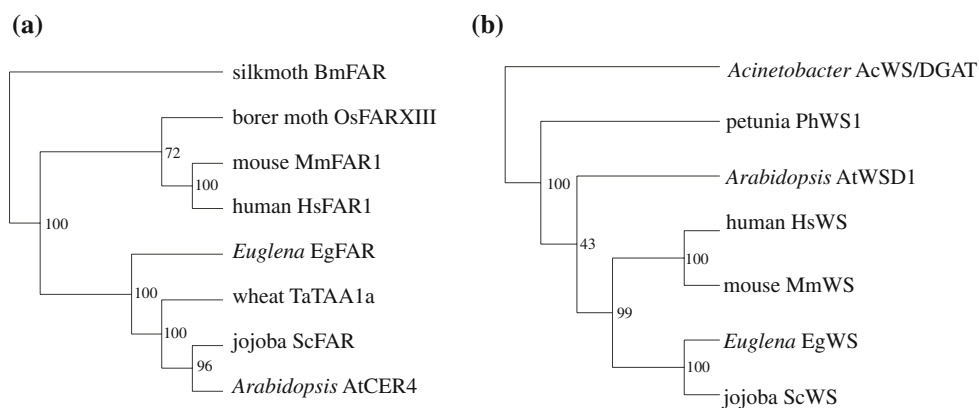 (a)
silkmoth BmFAR
borer moth OsFARXIII
72
mouse MmFAR1
100
human HsFAR1
100
Euglena EgFAR
100
wheat TaTAA1a
100
jojoba ScFAR
96
Arabidopsis AtCER4
(b)
Acinetobacter AcWS/DGAT
petunia PhWS1
100
Arabidopsis AtWSD1
human HsWS
43
100
mouse MmWS
99
Euglena EgWS
100
jojoba ScWS